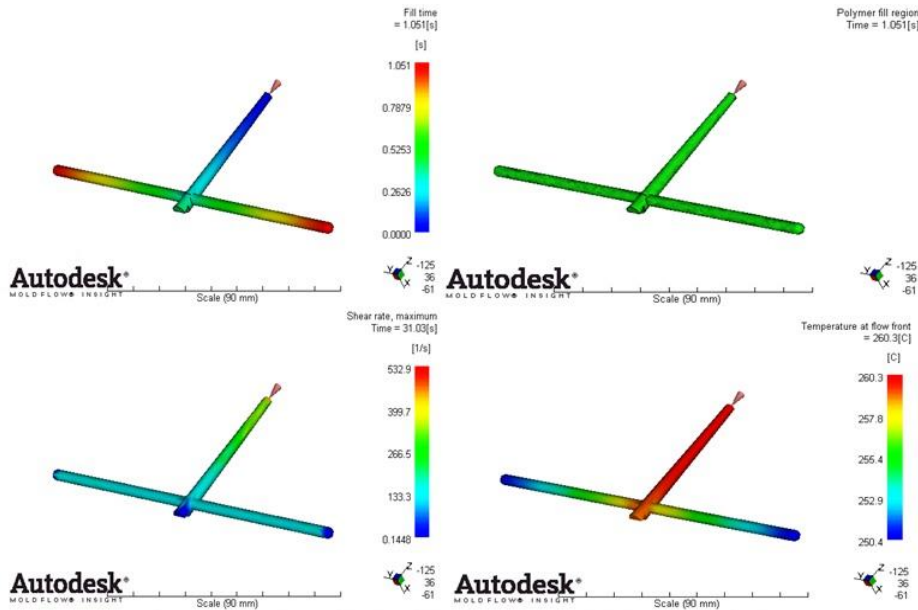 Fill time
= 1.051[s]
[s]
1.051
0.7879
0.5253
0.2626
0.0000
Autodesk®
MOLDFLOW® INSIGHT
Scale (90 mm)
Z
Y
X
-125
36
-61
Polymer fill region
Time = 1.051[s]
Autodesk®
MOLDFLOW® INSIGHT
Scale (90 mm)
Z
Y
X
-125
36
-61
Shear rate, maximum
Time = 31.03[s]
[1/s]
532.9
399.7
266.5
133.3
0.1448
Autodesk®
MOLDFLOW® INSIGHT
Scale (90 mm)
Z
Y
X
-125
36
-61
Temperature at flow front
= 260.3[C]
[C]
260.3
257.8
255.4
252.9
250.4
Autodesk®
MOLDFLOW® INSIGHT
Scale (90 mm)
Z
Y
X
-125
36
-61